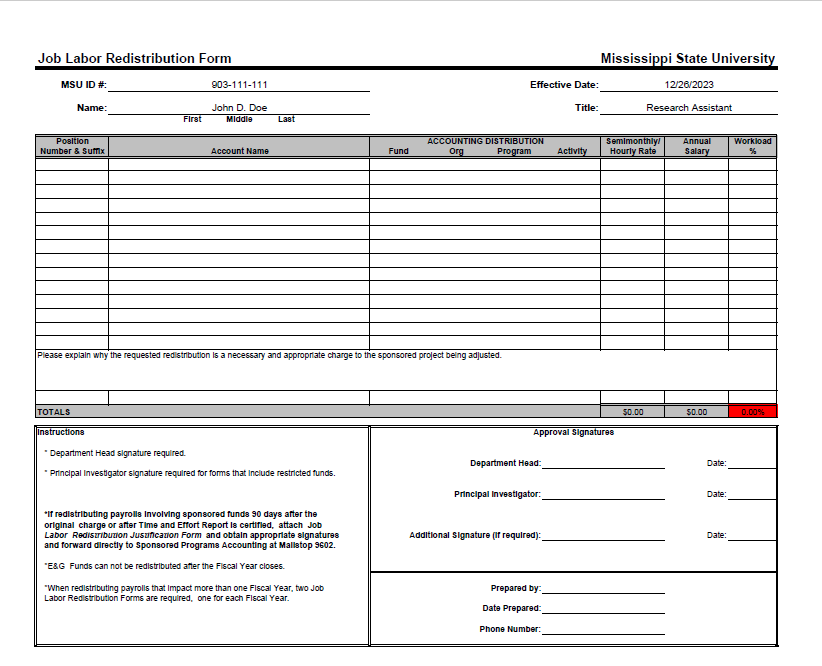 Job Labor Redistribution Form Mississippi State University
MSU ID #: 903-111-111 Effective Date: 12/26/2023
Name: John D. Doe Title: Research Assistant
First Middle Last
Position ACCOUNTING DISTRIBUTION Semimonthly/ Annual Workload
Number & Suffix Account Name Fund Org Program Activity Hourly Rate Salary %
Please explain why the requested redistribution is a necessary and appropriate charge to the sponsored project being adjusted.
TOTALS $0.00 $0.00 0.00%
Instructions
* Department Head signature required.
* Principal Investigator signature required for forms that include restricted funds.
*If redistributing payrolls involving sponsored funds 90 days after the
original charge or after Time and Effort Report is certified, attach Job
Labor Redistribution Justification Form and obtain appropriate signatures
and forward directly to Sponsored Programs Accounting at Mailstop 9602.
*E&G Funds can not be redistributed after the Fiscal Year closes.
*When redistributing payrolls that impact more than one Fiscal Year, two Job
Labor Redistribution Forms are required, one for each Fiscal Year.
Approval Signatures
Department Head: Date:
Principal Investigator: Date:
Additional Signature (if required): Date:
Prepared by:
Date Prepared:
Phone Number: